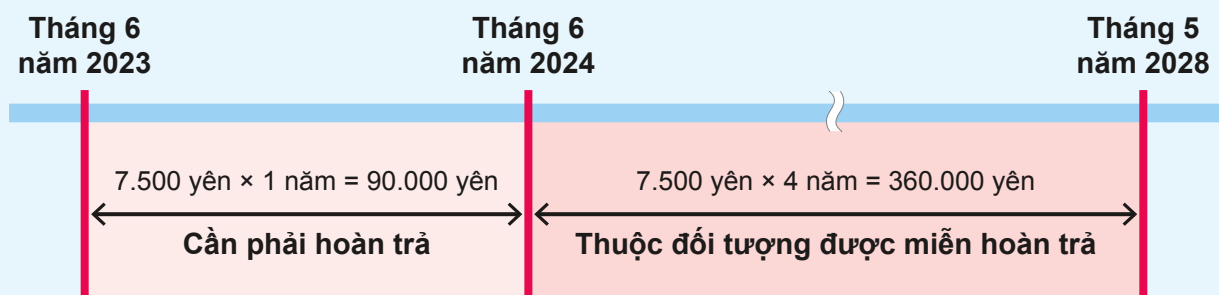 Tháng 6
năm 2023
Tháng 6
năm 2024
Tháng 5
năm 2028
7.500 yên × 1 năm = 90.000 yên
7.500 yên × 4 năm = 360.000 yên
Cần phải hoàn trả
Thuộc đối tượng được miễn hoàn trả